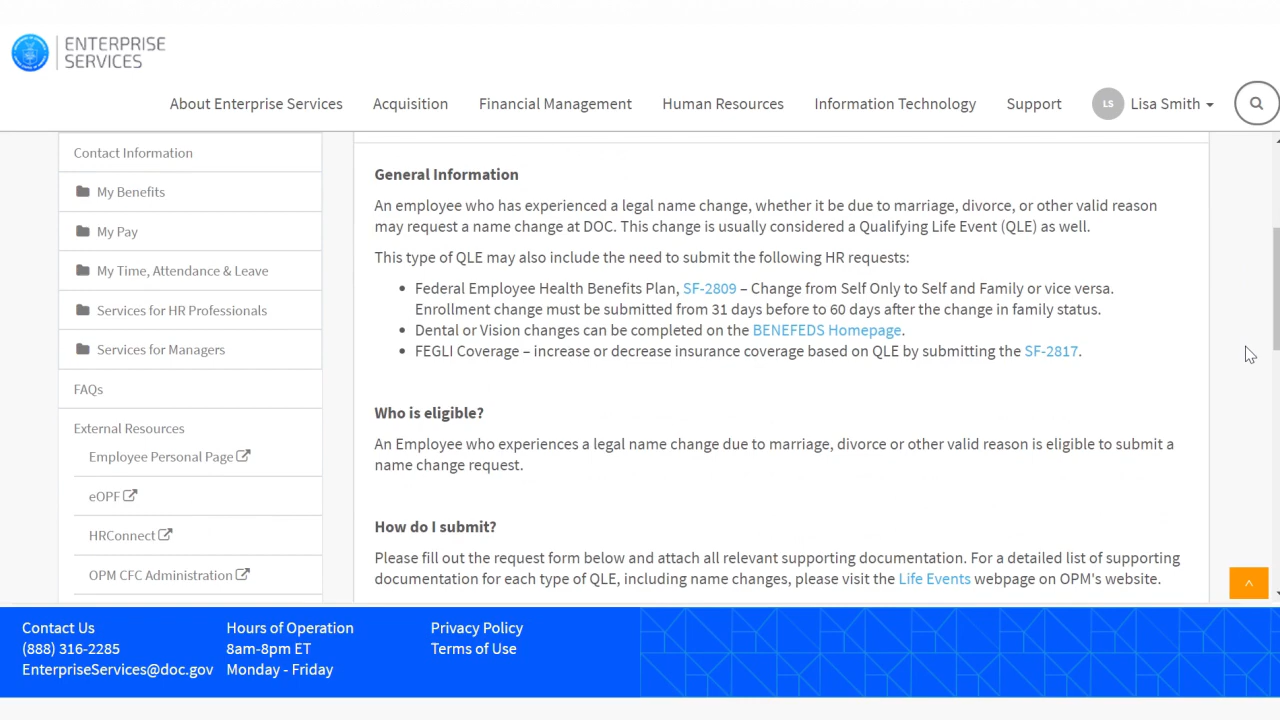 ENTERPRISE
SERVICES
About Enterprise Services Acquisition Financial Management Human Resources Information Technology Support LS Lisa Smith
Contact Information
My Benefits
My Pay
My Time, Attendance & Leave
Services for HR Professionals
Services for Managers
FAQs
External Resources
Employee Personal Page
eOPF
HRConnect
OPM CFC Administration
General Information
An employee who has experienced a legal name change, whether it be due to marriage, divorce, or other valid reason
may request a name change at DOC. This change is usually considered a Qualifying Life Event (QLE) as well.
This type of QLE may also include the need to submit the following HR requests:
• Federal Employee Health Benefits Plan, SF-2809 – Change from Self Only to Self and Family or vice versa.
Enrollment change must be submitted from 31 days before to 60 days after the change in family status.
• Dental or Vision changes can be completed on the BENEFEDS Homepage.
• FEGLI Coverage – increase or decrease insurance coverage based on QLE by submitting the SF-2817.
Who is eligible?
An Employee who experiences a legal name change due to marriage, divorce or other valid reason is eligible to submit a
name change request.
How do I submit?
Please fill out the request form below and attach all relevant supporting documentation. For a detailed list of supporting
documentation for each type of QLE, including name changes, please visit the Life Events webpage on OPM's website.
Contact Us
(888) 316-2285
EnterpriseServices@doc.gov
Hours of Operation
8am-8pm ET
Monday - Friday
Privacy Policy
Terms of Use